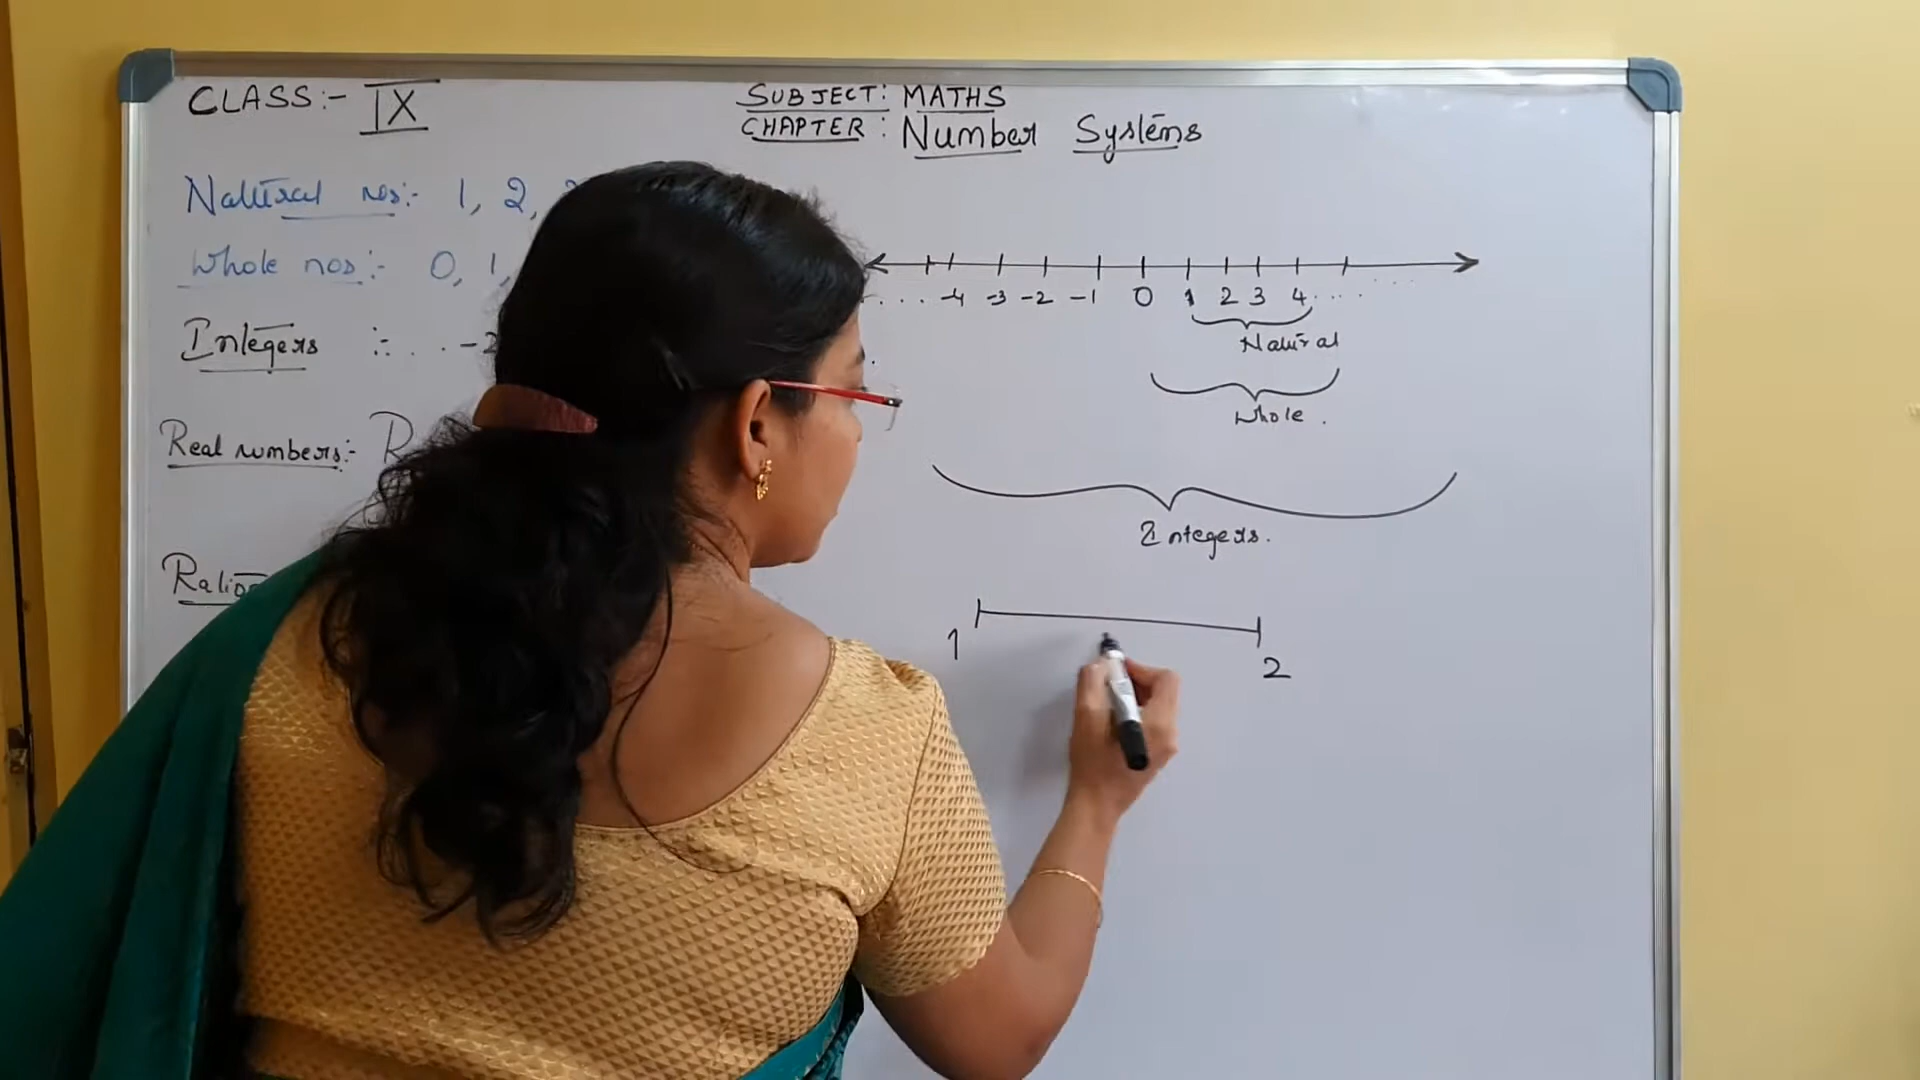 CLASS:- IX
SUBJECT: MATHS
CHAPTER: Number Systems
Natural nos:- 1, 2,
Whole nos:- 0, 1,
Integers :- . . -2
Real numbers:- R
. . . . -4 -3 -2 -1 0 1 2 3 4 . . . .
Natural
Whole .
Integers.
1 2